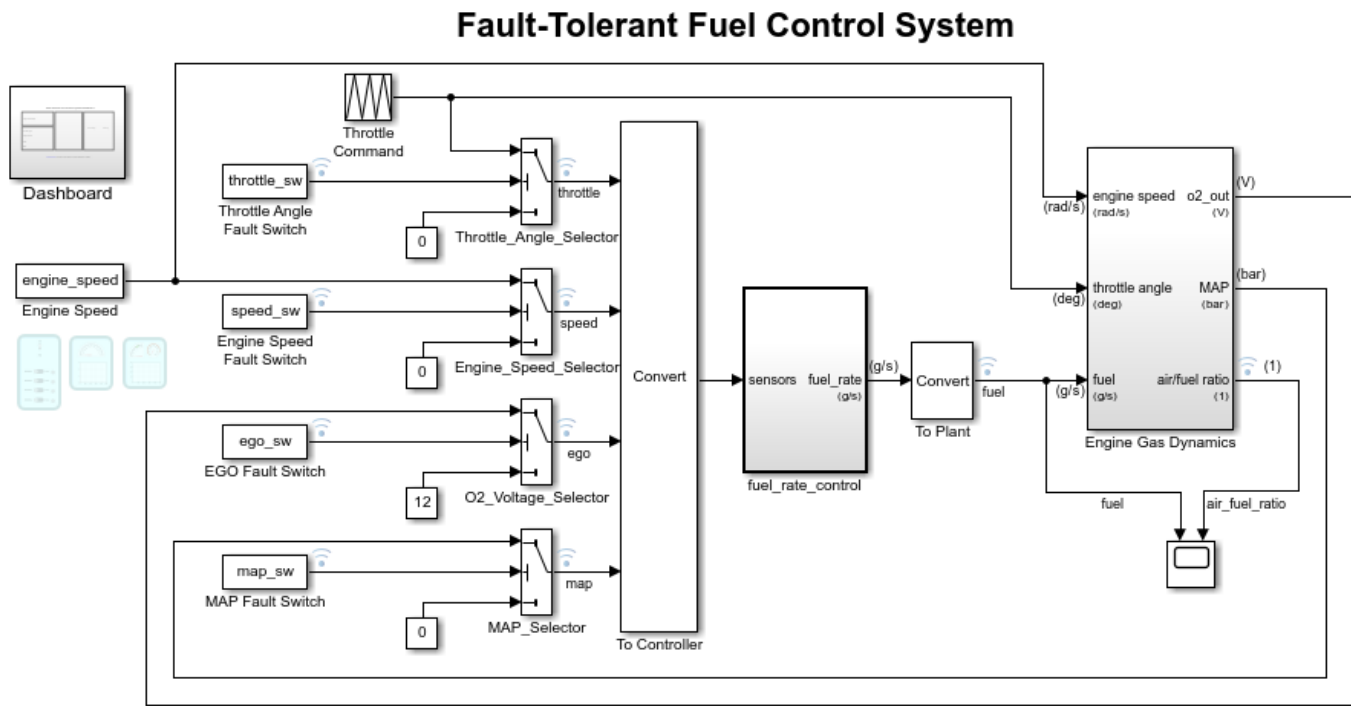 Fault-Tolerant Fuel Control System
Dashboard
Throttle
Command
throttle_sw
Throttle Angle
Fault Switch
0
throttle
Throttle_Angle_Selector
engine_speed
Engine Speed
speed_sw
Engine Speed
Fault Switch
0
speed
Engine_Speed_Selector
ego_sw
EGO Fault Switch
12
ego
O2_Voltage_Selector
map_sw
MAP Fault Switch
0
map
MAP_Selector
Convert
To Controller
sensors
fuel_rate
(g/s)
fuel_rate_control
(g/s)
Convert
To Plant
fuel
(rad/s)
engine speed
(rad/s)
o2_out
(V)
(V)
(deg)
throttle angle
(deg)
MAP
(bar)
(bar)
(g/s)
fuel
(g/s)
air/fuel ratio
(1)
(1)
Engine Gas Dynamics
fuel
air_fuel_ratio